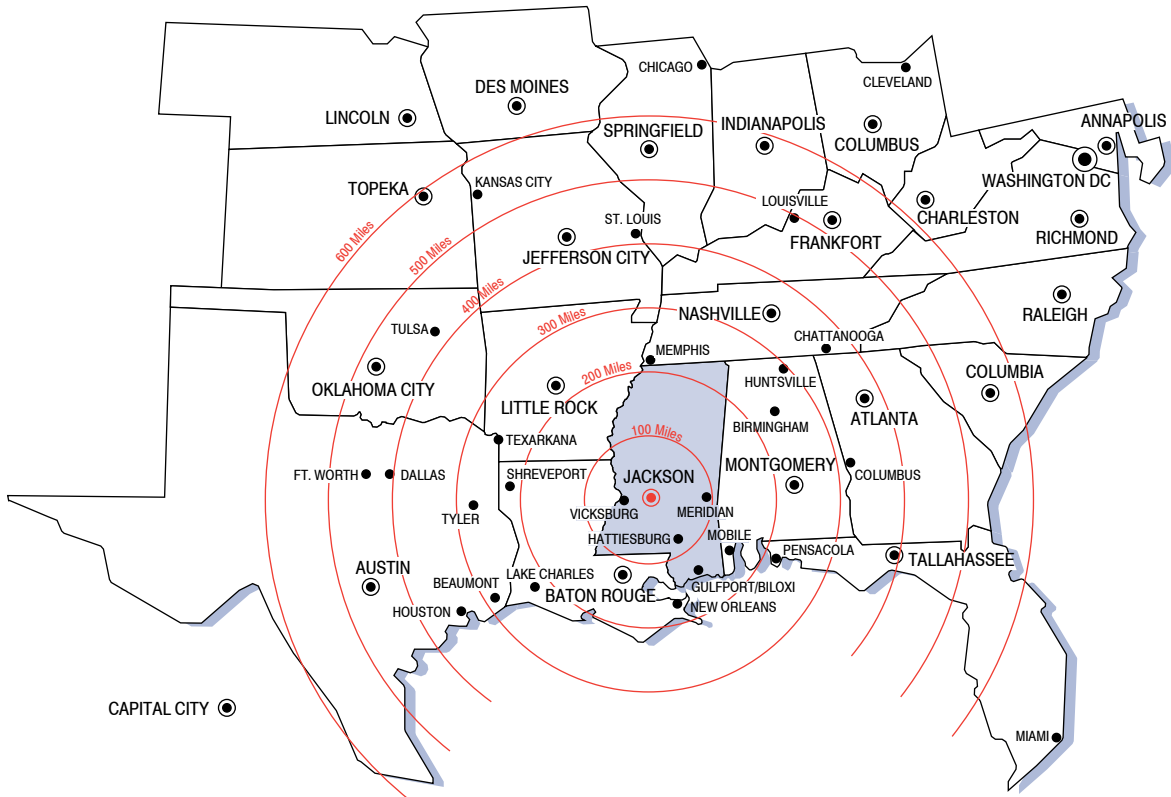 CHICAGO
CLEVELAND
DES MOINES
LINCOLN
SPRINGFIELD
INDIANAPOLIS
COLUMBUS
ANNAPOLIS
WASHINGTON DC
TOPEKA
KANSAS CITY
LOUISVILLE
CHARLESTON
ST. LOUIS
FRANKFORT
RICHMOND
JEFFERSON CITY
600 Miles
500 Miles
400 Miles
300 Miles
200 Miles
100 Miles
NASHVILLE
RALEIGH
TULSA
CHATTANOOGA
MEMPHIS
OKLAHOMA CITY
HUNTSVILLE
COLUMBIA
LITTLE ROCK
ATLANTA
BIRMINGHAM
TEXARKANA
FT. WORTH
DALLAS
SHREVEPORT
JACKSON
MONTGOMERY
COLUMBUS
TYLER
VICKSBURG
MERIDIAN
HATTIESBURG
MOBILE
PENSACOLA
TALLAHASSEE
AUSTIN
BEAUMONT
LAKE CHARLES
BATON ROUGE
GULFPORT/BILOXI
HOUSTON
NEW ORLEANS
CAPITAL CITY
MIAMI